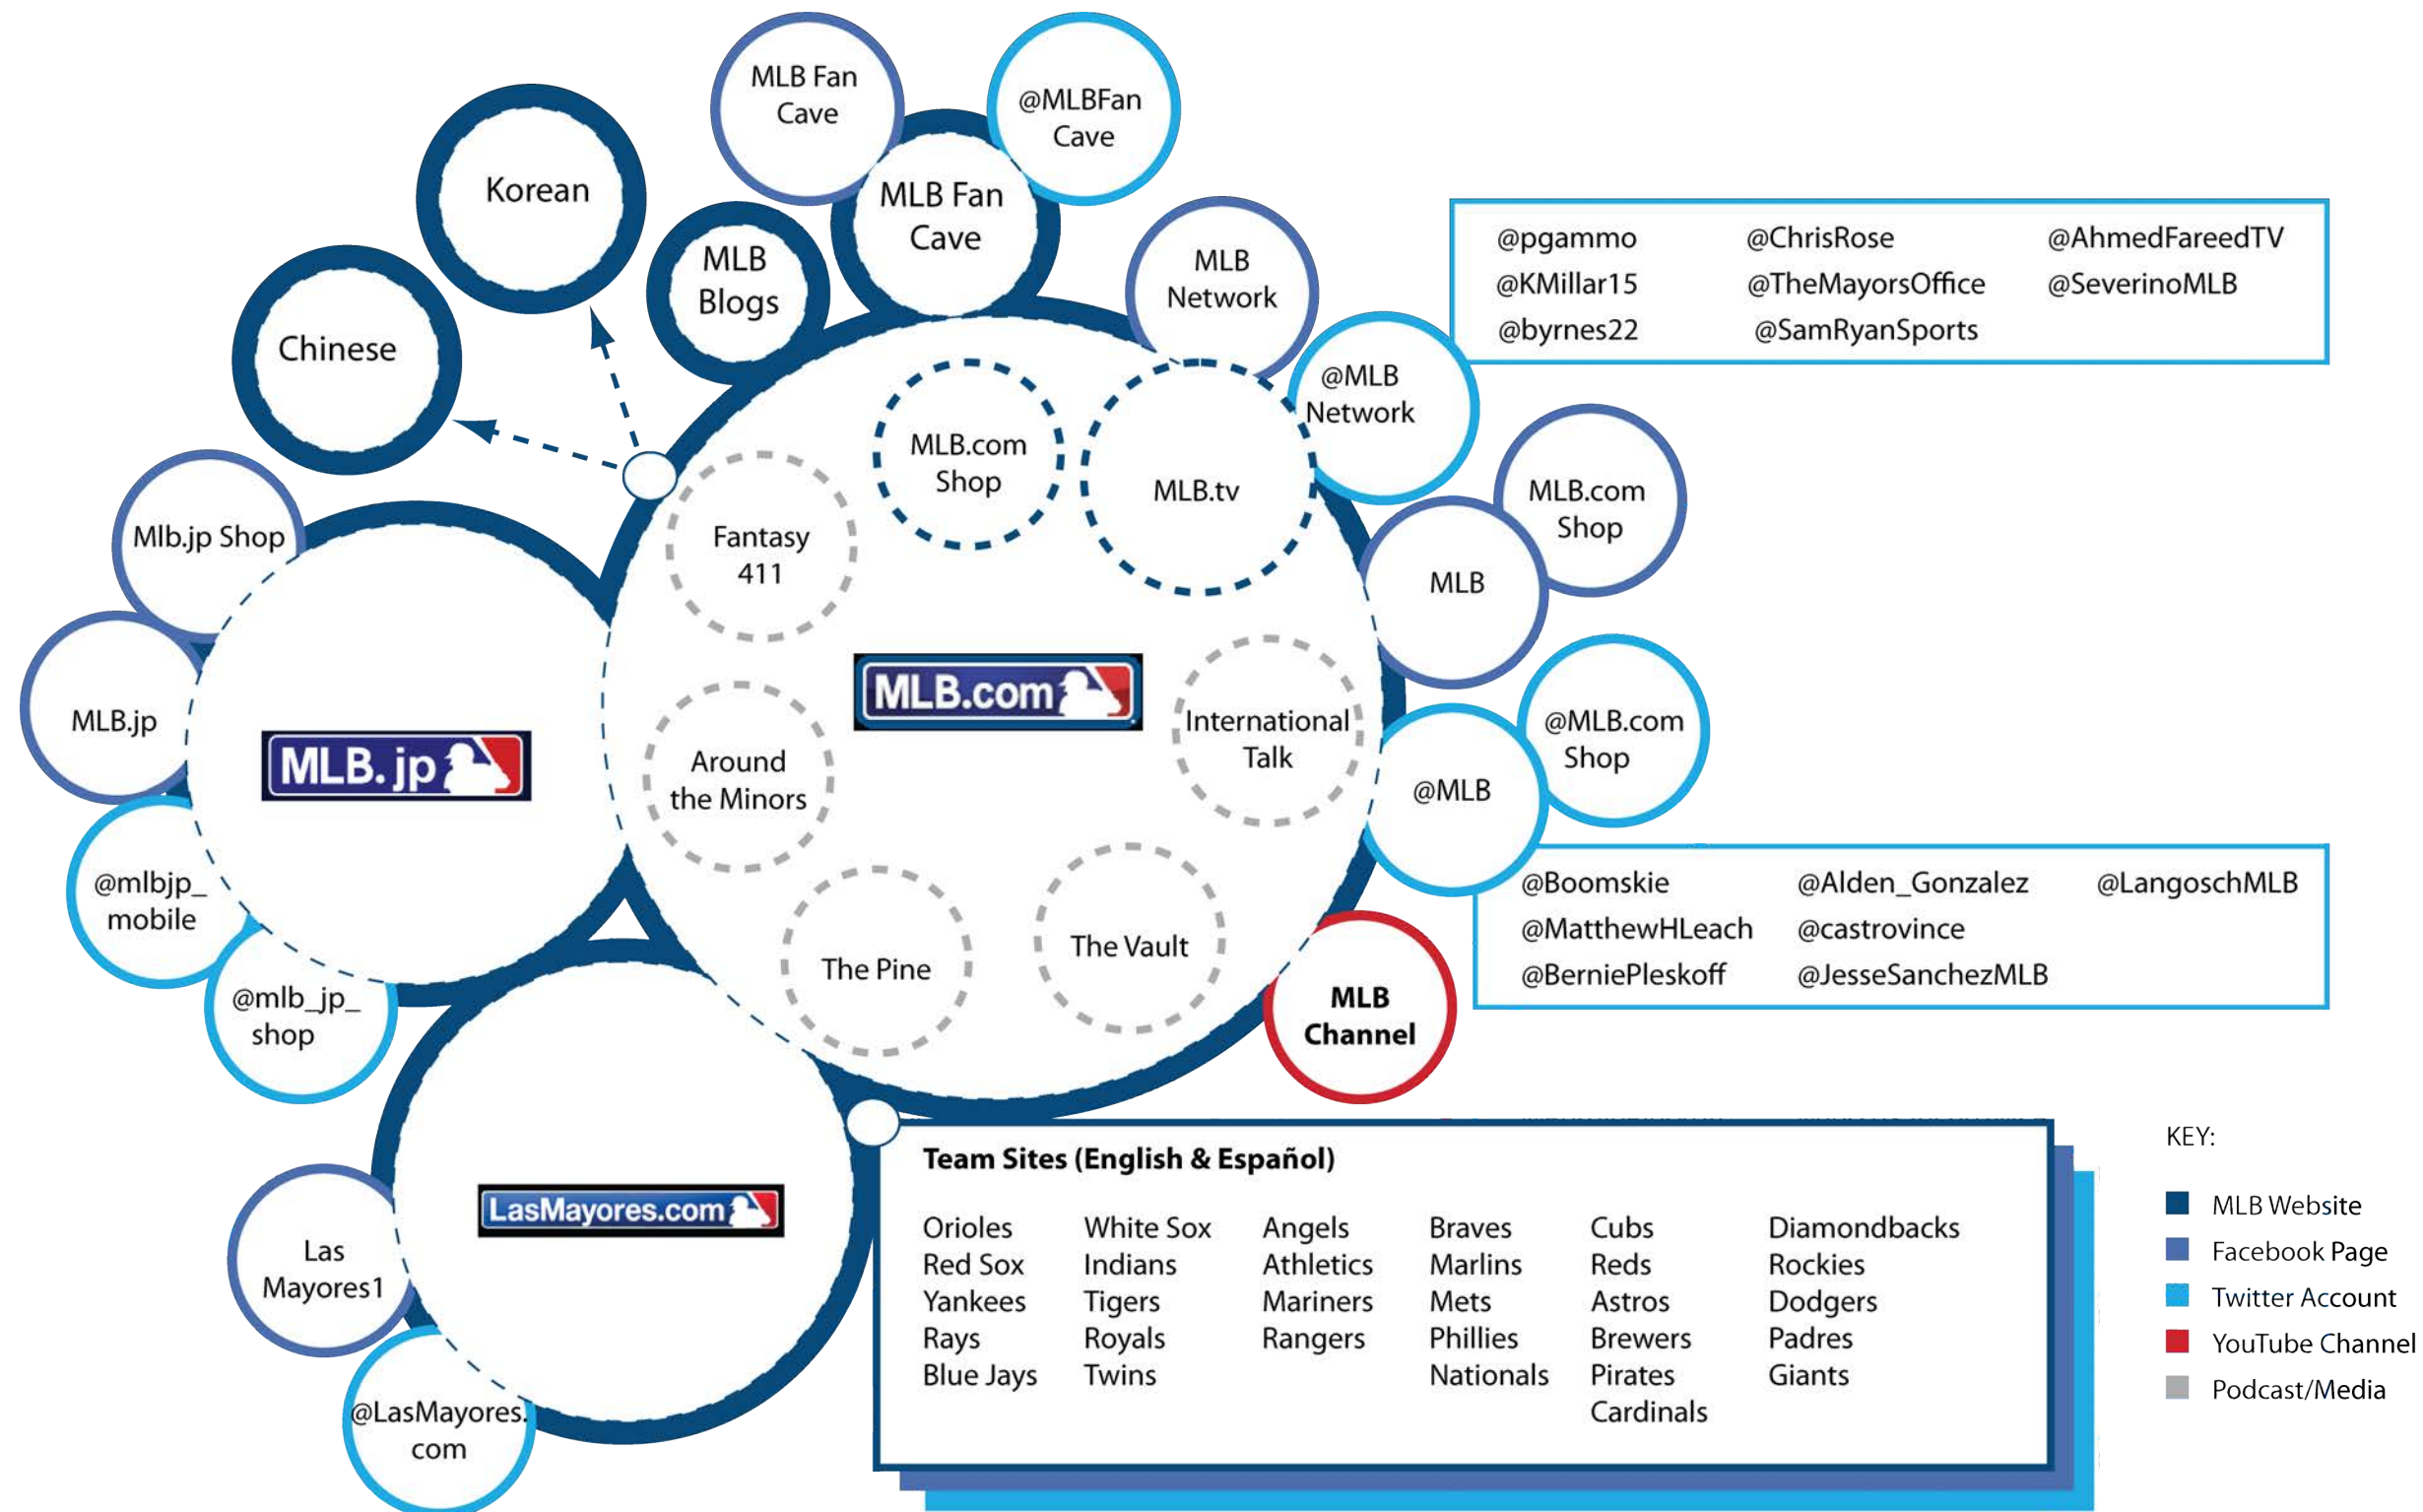 MLB Fan
Cave
@MLBFan
Cave
Korean
MLB Fan
Cave
MLB
Blogs
Chinese
MLB
Network
@MLB
Network
@pgammo
@ChrisRose
@AhmedFareedTV
@KMillar15
@TheMayorsOffice
@SeverinoMLB
@byrnes22
@SamRyanSports
MLB.com
Shop
MLB.tv
Fantasy
411
MLB.com
Shop
MLB
Mlb.jp Shop
MLB.jp
MLB.jp
MLB.com
International
Talk
Around
the Minors
@MLB.com
Shop
@MLB
@mlbjp_
mobile
@mlb_jp_
shop
The Pine
The Vault
@Boomskie
@Alden_Gonzalez
@LangoschMLB
@MatthewHLeach
@castrovince
@BerniePleskoff
@JesseSanchezMLB
MLB
Channel
LasMayores.com
Las
Mayores1
@LasMayores.
com
Team Sites (English & Español)
Orioles
White Sox
Angels
Braves
Cubs
Diamondbacks
Red Sox
Indians
Athletics
Marlins
Reds
Rockies
Yankees
Tigers
Mariners
Mets
Astros
Dodgers
Rays
Royals
Rangers
Phillies
Brewers
Padres
Blue Jays
Twins
Nationals
Pirates
Giants
Cardinals
KEY:
MLB Website
Facebook Page
Twitter Account
YouTube Channel
Podcast/Media